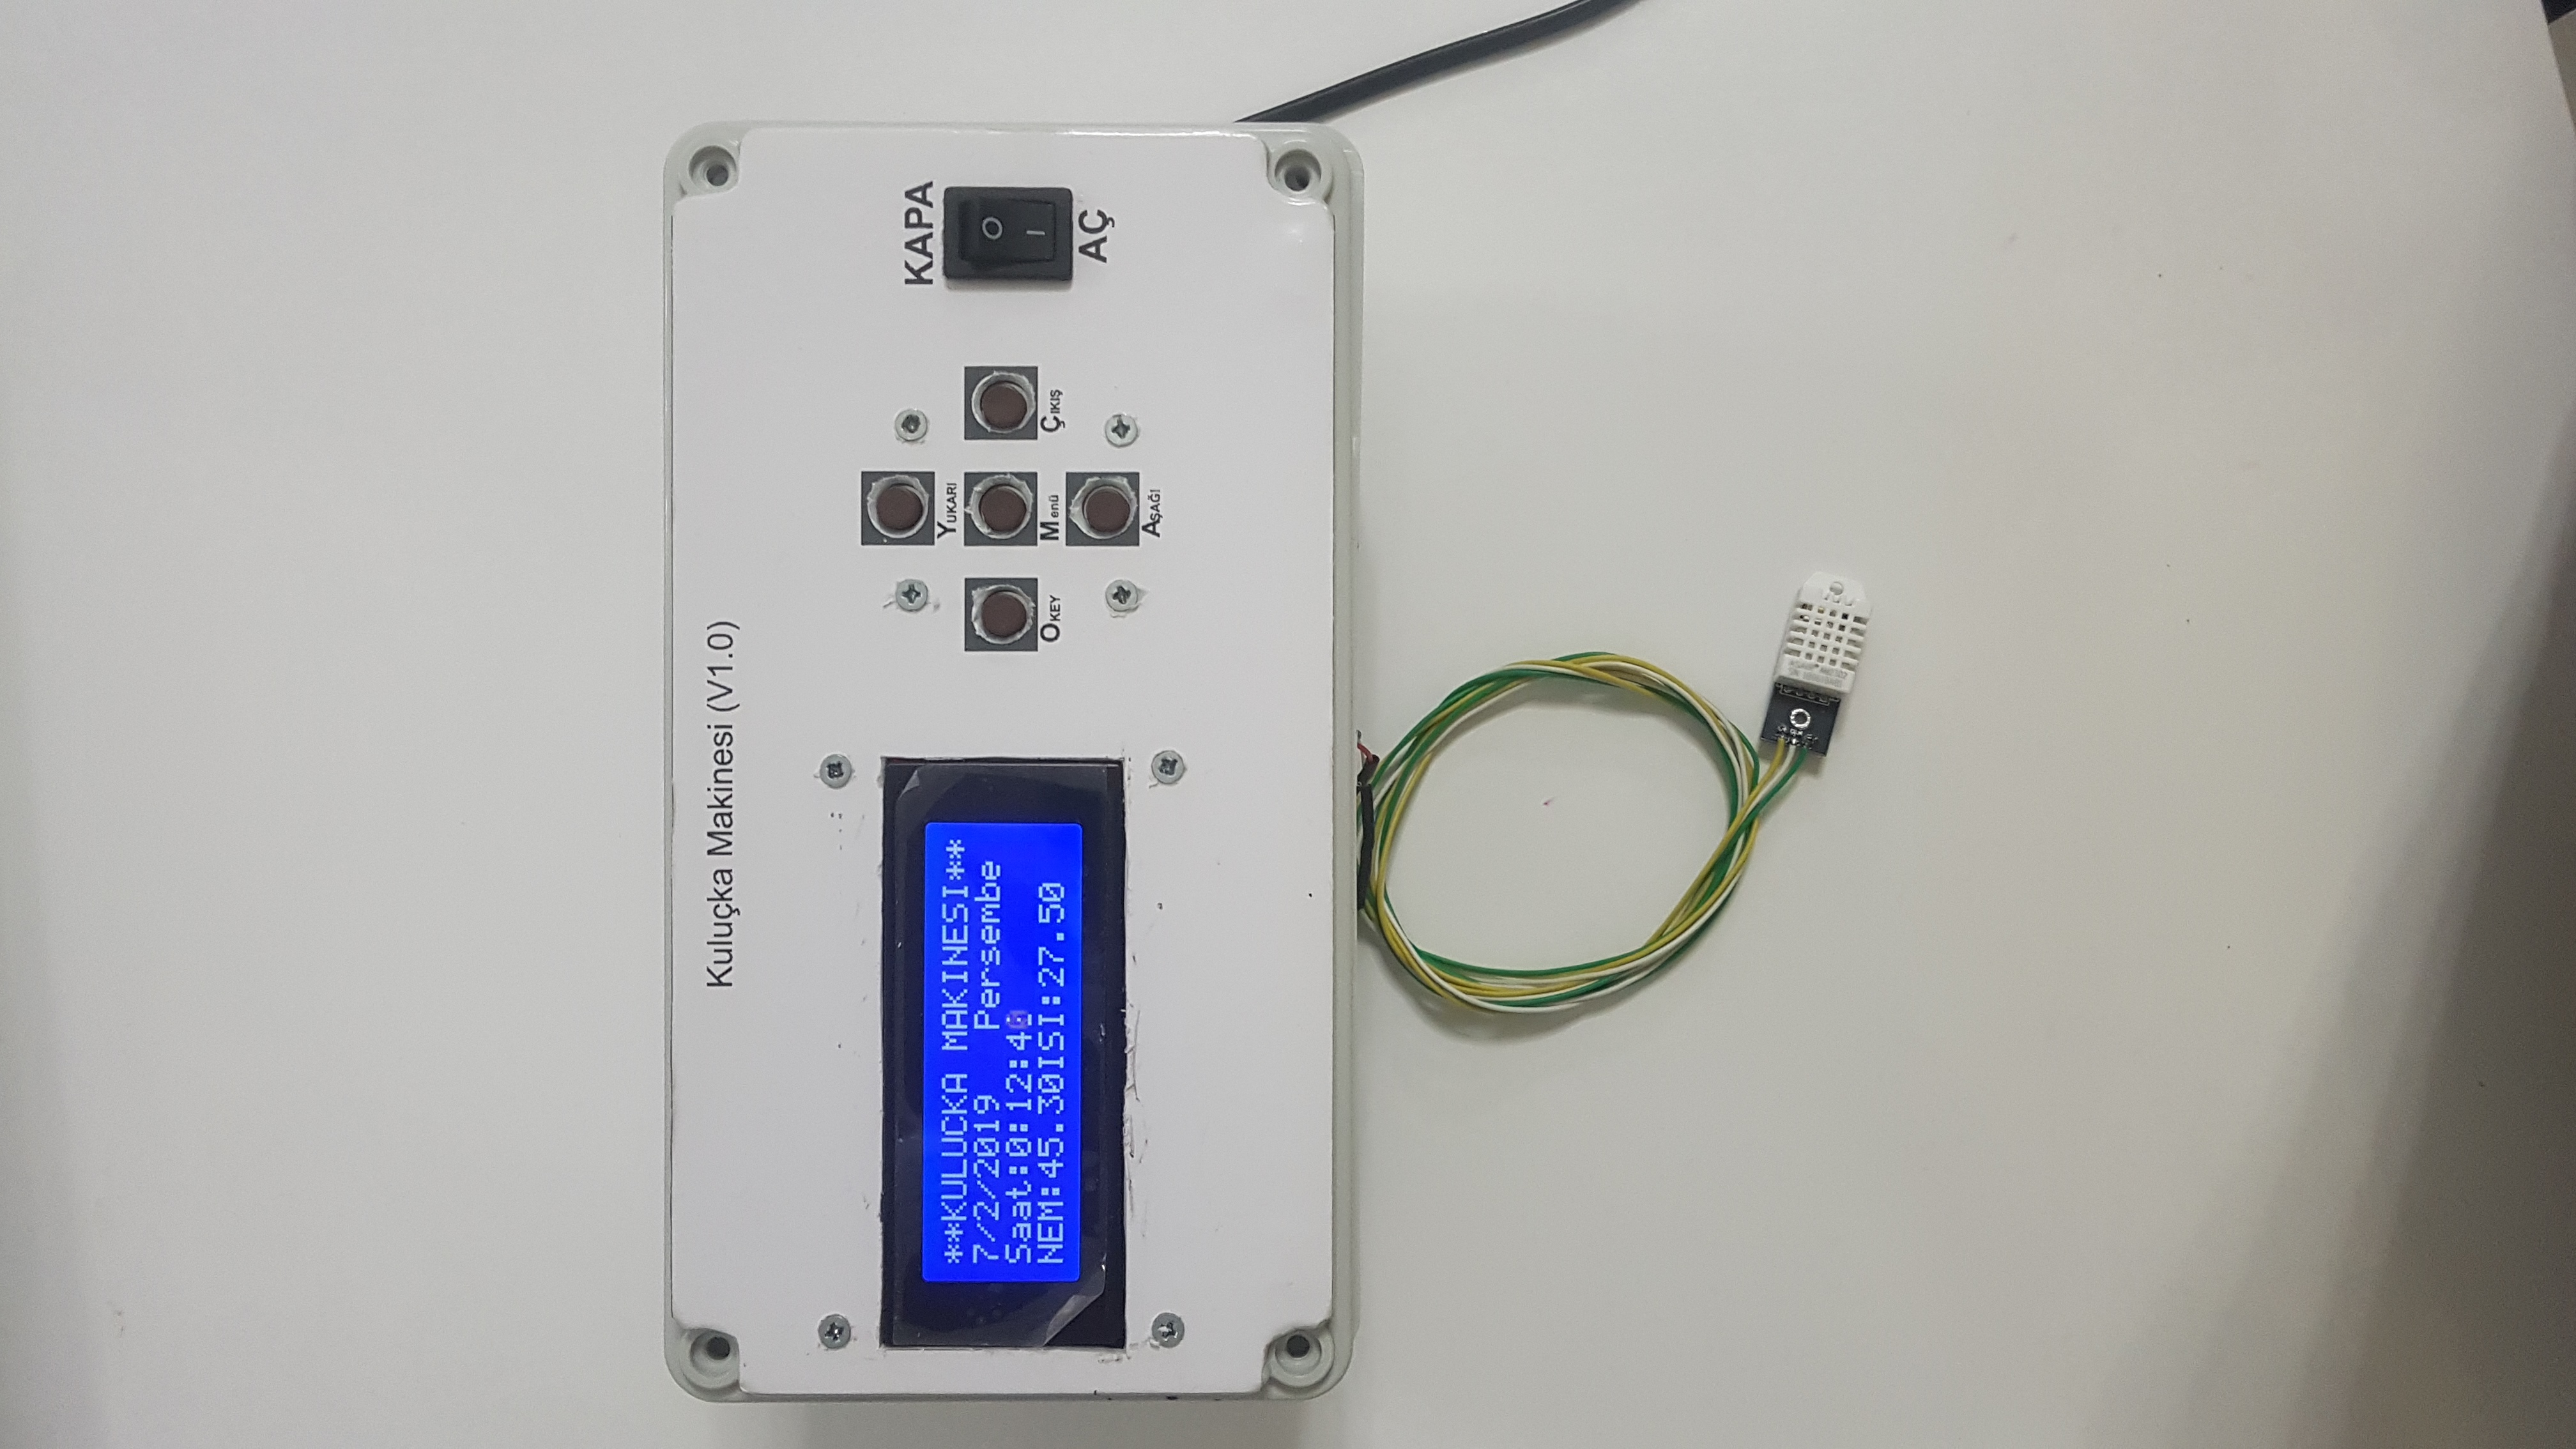 Kuluçka Makinesi (V1.0)
**KULUCKA MAKINESI**
7/2/2019 Persembe
Saat:0:12:4
NEM:45.30ISI:27.50
YUKARI
OKEY
Menü
ÇIKIŞ
AŞAĞI
KAPA
O
I
AÇ